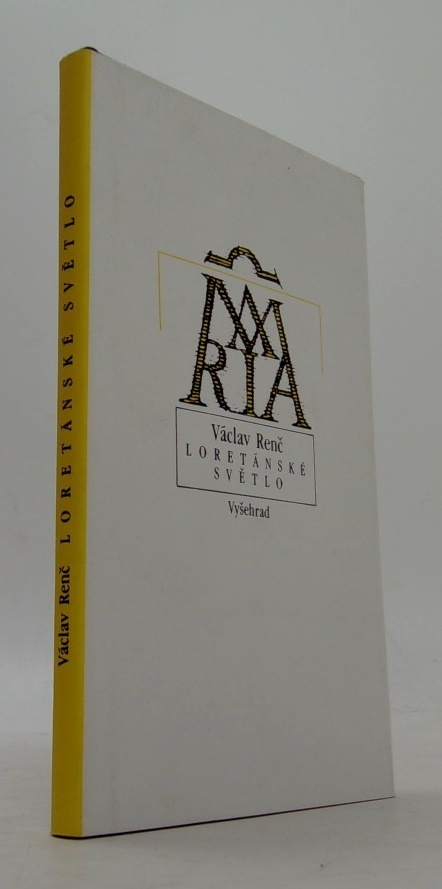 Václav Renč LORETÁNSKÉ SVĚTLO
MARIA
Václav Renč
LORETÁNSKÉ
SVĚTLO
Vyšehrad